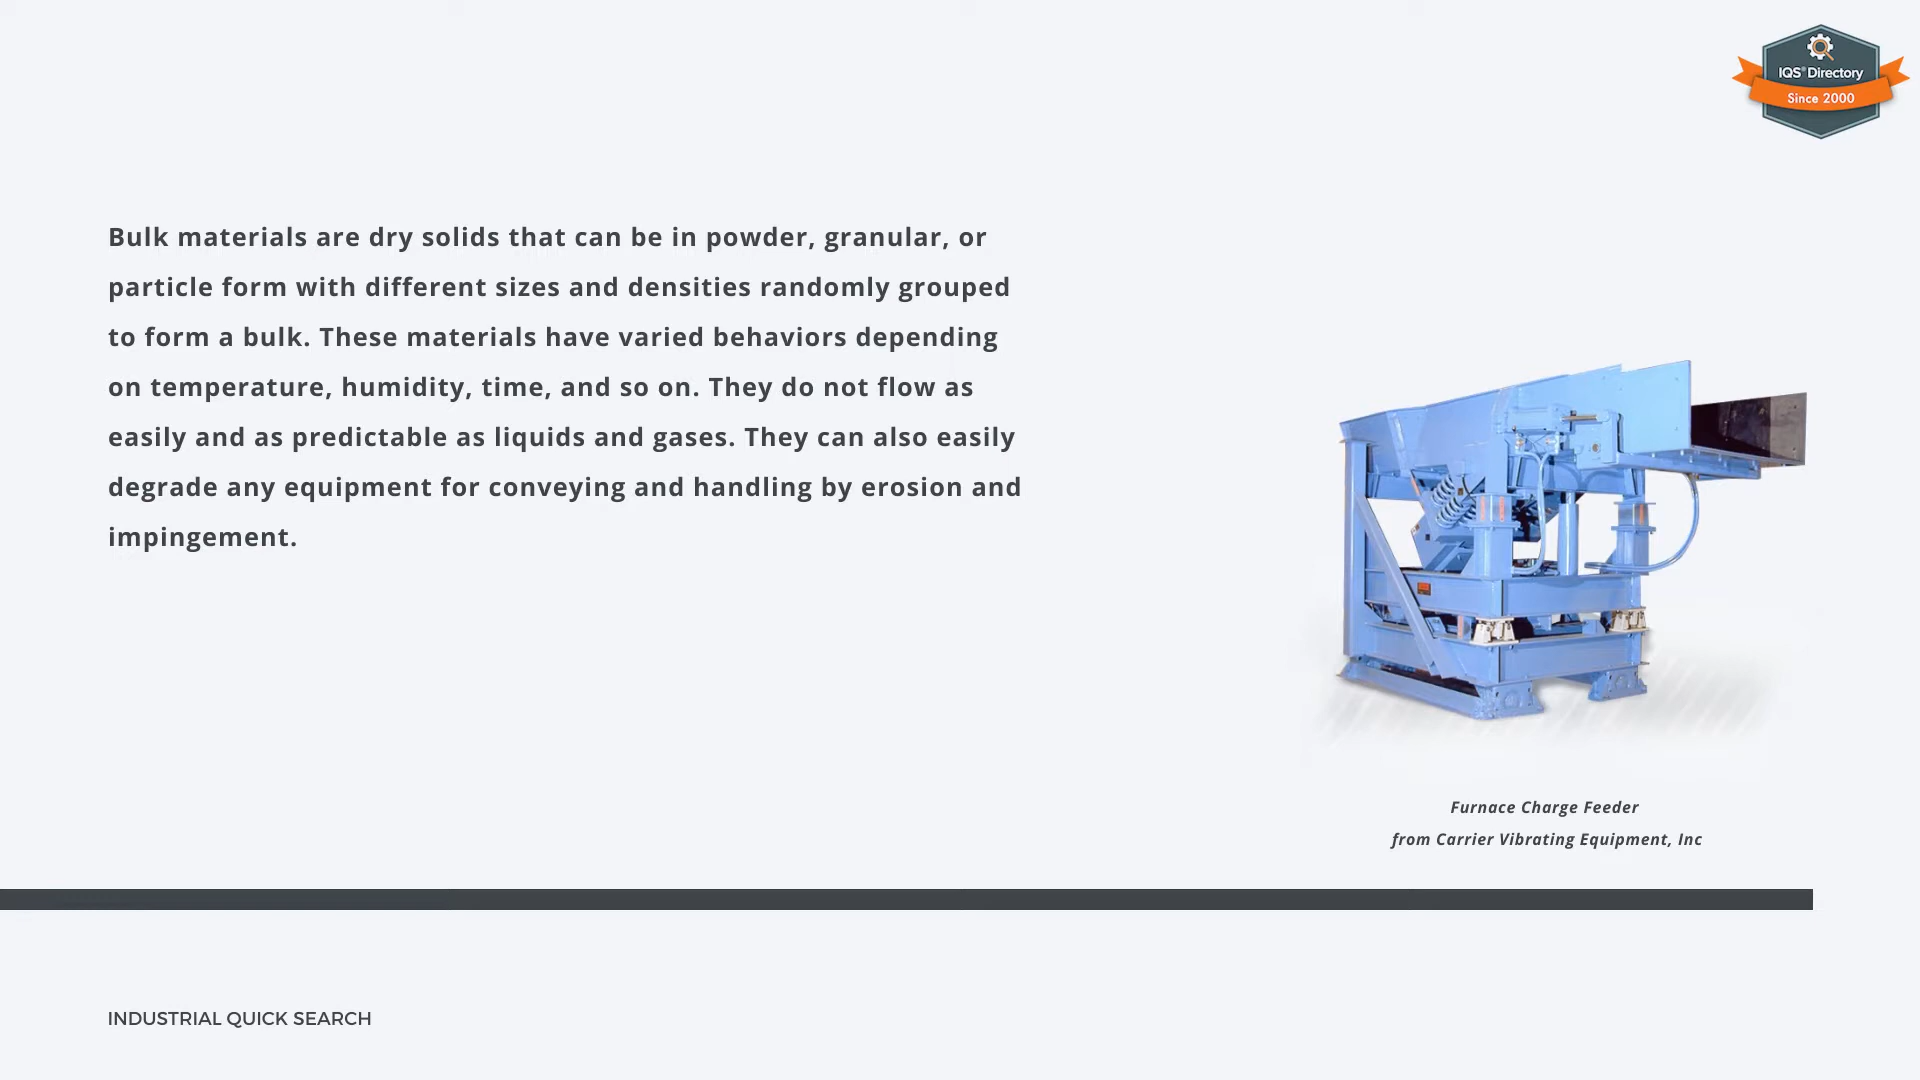 IQS® Directory
Since 2000
Bulk materials are dry solids that can be in powder, granular, or
particle form with different sizes and densities randomly grouped
to form a bulk. These materials have varied behaviors depending
on temperature, humidity, time, and so on. They do not flow as
easily and as predictable as liquids and gases. They can also easily
degrade any equipment for conveying and handling by erosion and
impingement.
Furnace Charge Feeder
from Carrier Vibrating Equipment, Inc
INDUSTRIAL QUICK SEARCH